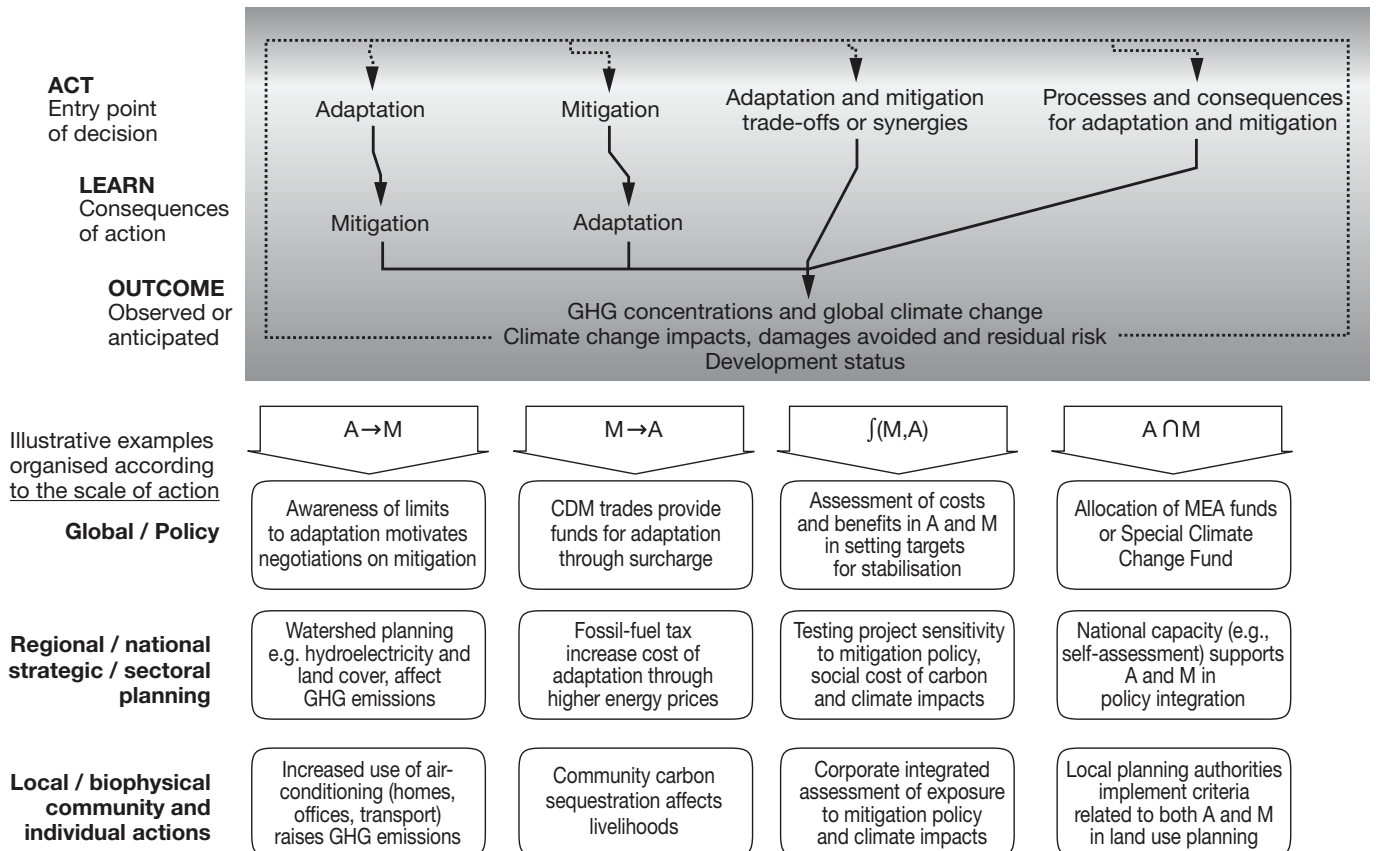 ACT
Entry point
of decision
Adaptation
Mitigation
Adaptation and mitigation
trade-offs or synergies
Processes and consequences
for adaptation and mitigation
LEARN
Consequences
of action
Mitigation
Adaptation
OUTCOME
Observed or
anticipated
GHG concentrations and global climate change
Climate change impacts, damages avoided and residual risk
Development status
Illustrative examples
organised according
to the scale of action
A→M
M→A
∫(M,A)
A∩M
Global / Policy
Awareness of limits
to adaptation motivates
negotiations on mitigation
CDM trades provide
funds for adaptation
through surcharge
Assessment of costs
and benefits in A and M
in setting targets
for stabilisation
Allocation of MEA funds
or Special Climate
Change Fund
Regional / national
strategic / sectoral
planning
Watershed planning
e.g. hydroelectricity and
land cover, affect
GHG emissions
Fossil-fuel tax
increase cost of
adaptation through
higher energy prices
Testing project sensitivity
to mitigation policy,
social cost of carbon
and climate impacts
National capacity (e.g.,
self-assessment) supports
A and M in
policy integration
Local / biophysical
community and
individual actions
Increased use of air-
conditioning (homes,
offices, transport)
raises GHG emissions
Community carbon
sequestration affects
livelihoods
Corporate integrated
assessment of exposure
to mitigation policy
and climate impacts
Local planning authorities
implement criteria
related to both A and M
in land use planning